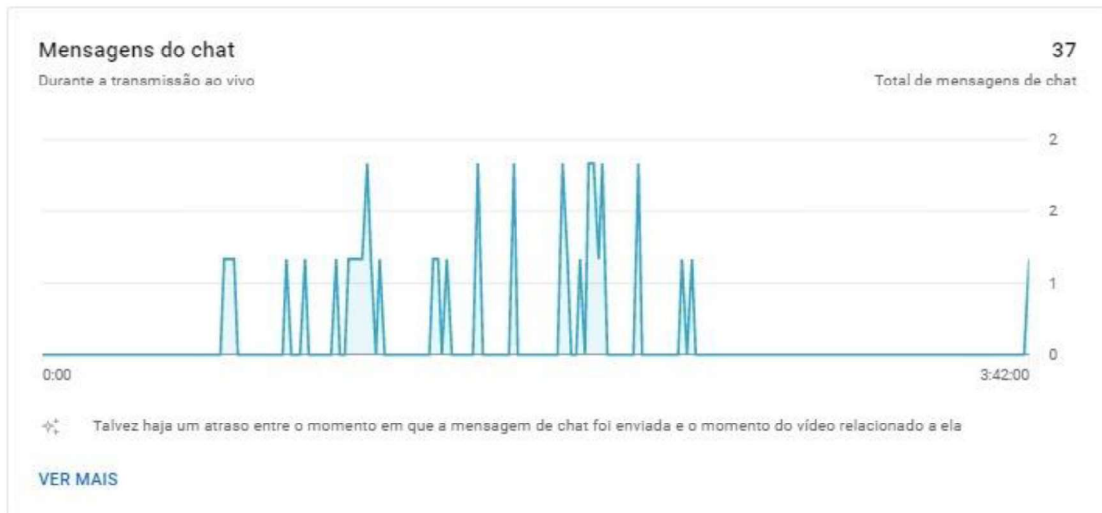 Mensagens do chat
37
Durante a transmissão ao vivo
Total de mensagens de chat
2
2
1
0
0:00
3:42:00
Talvez haja um atraso entre o momento em que a mensagem de chat foi enviada e o momento do vídeo relacionado a ela
VER MAIS